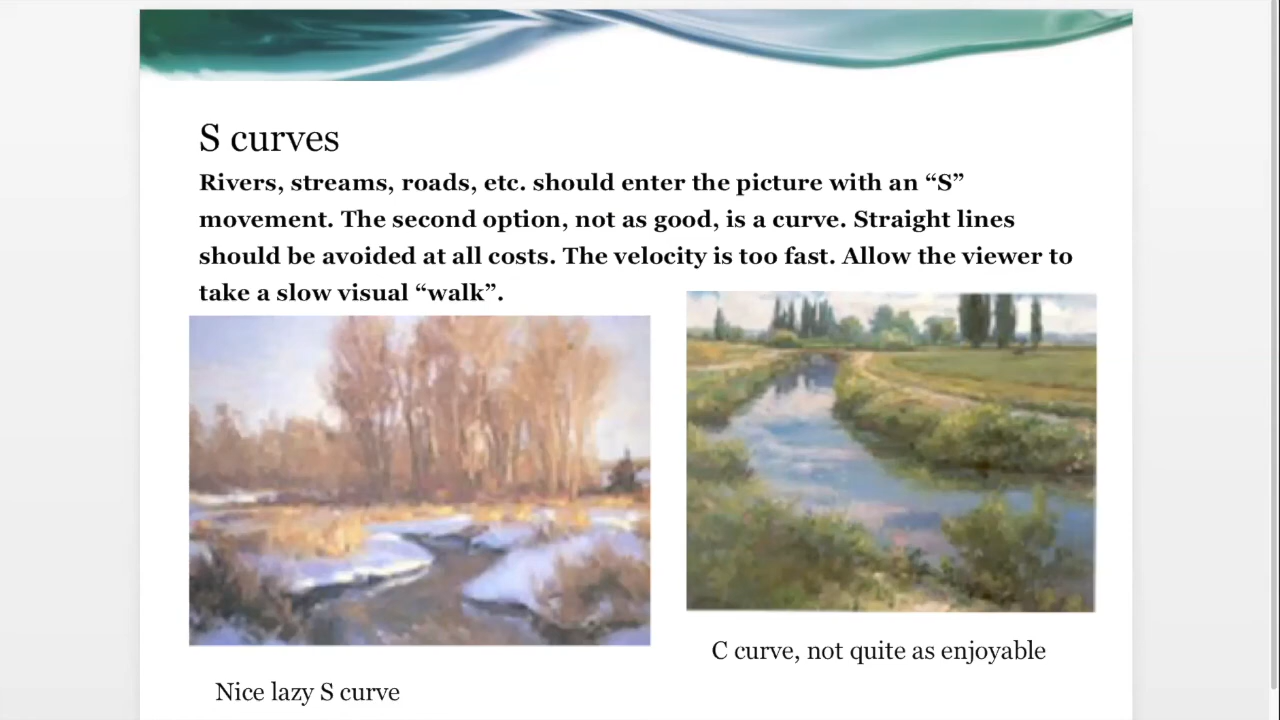 S curves
Rivers, streams, roads, etc. should enter the picture with an “S”
movement. The second option, not as good, is a curve. Straight lines
should be avoided at all costs. The velocity is too fast. Allow the viewer to
take a slow visual “walk”.
C curve, not quite as enjoyable
Nice lazy S curve